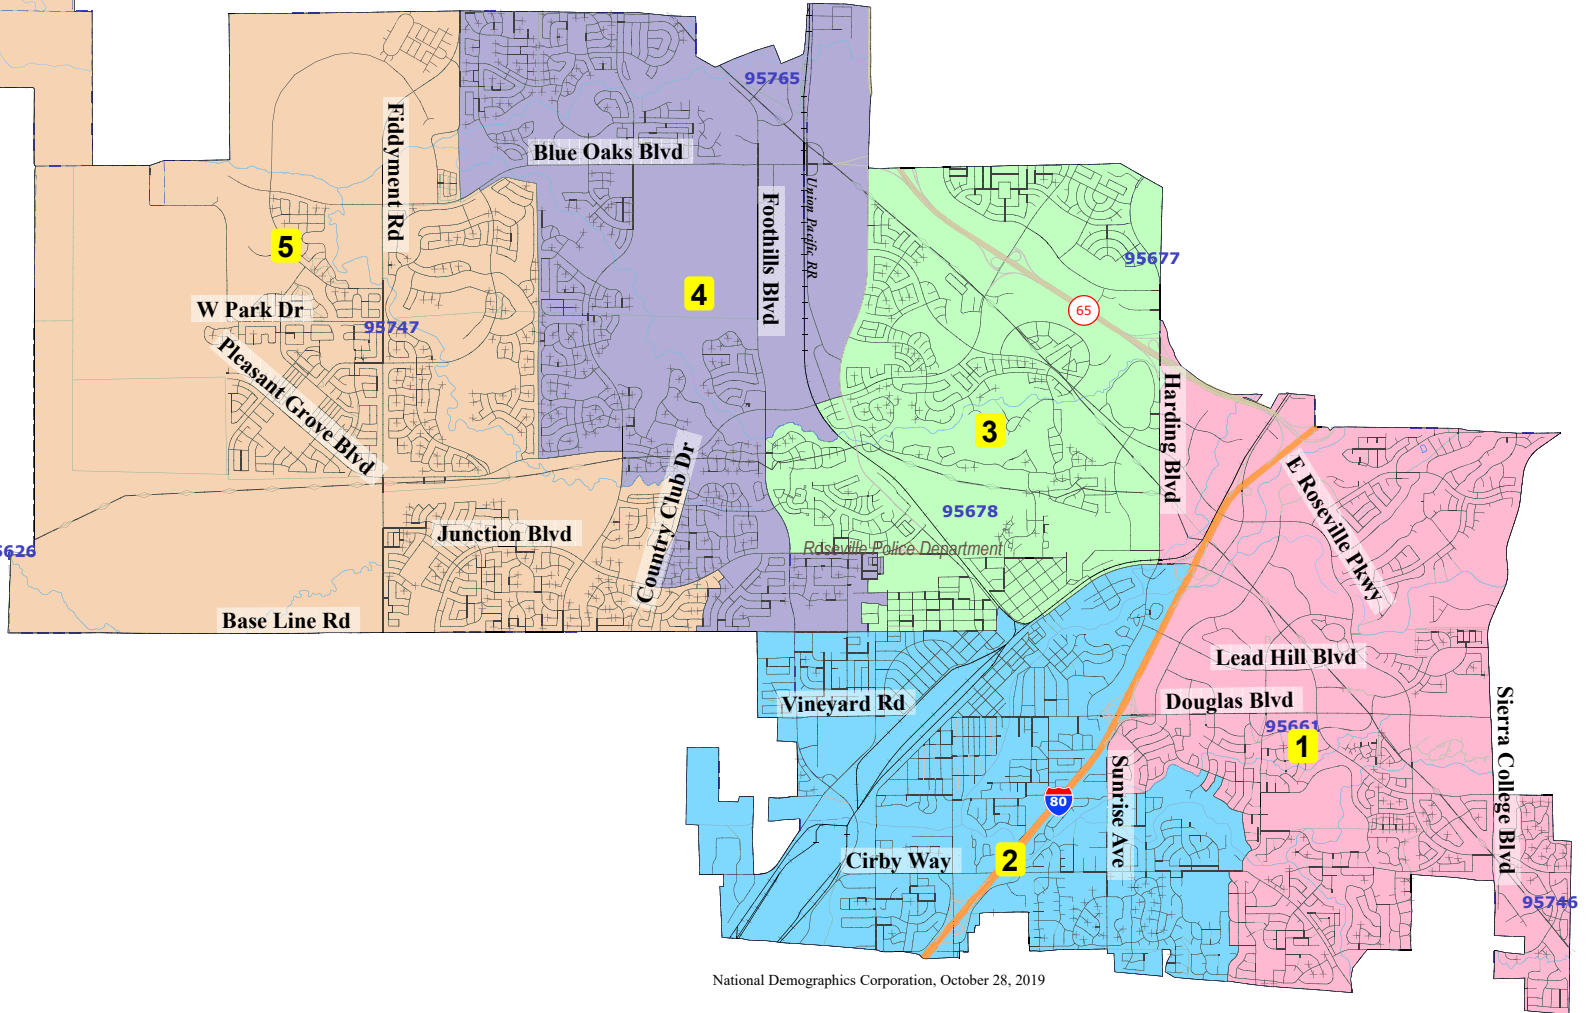 95765
Blue Oaks Blvd
Fiddyment Rd
Union Pacific RR
Foothills Blvd
5
95677
4
W Park Dr
65
95747
Pleasant Grove Blvd
Harding Blvd
3
E Roseville Pkwy
Country Club Dr
95678
Junction Blvd
Roseville Police Department
5626
Base Line Rd
Lead Hill Blvd
Vineyard Rd
Douglas Blvd
Sierra College Blvd
95661
1
Sunrise Ave
80
Cirby Way
2
95746
National Demographics Corporation, October 28, 2019